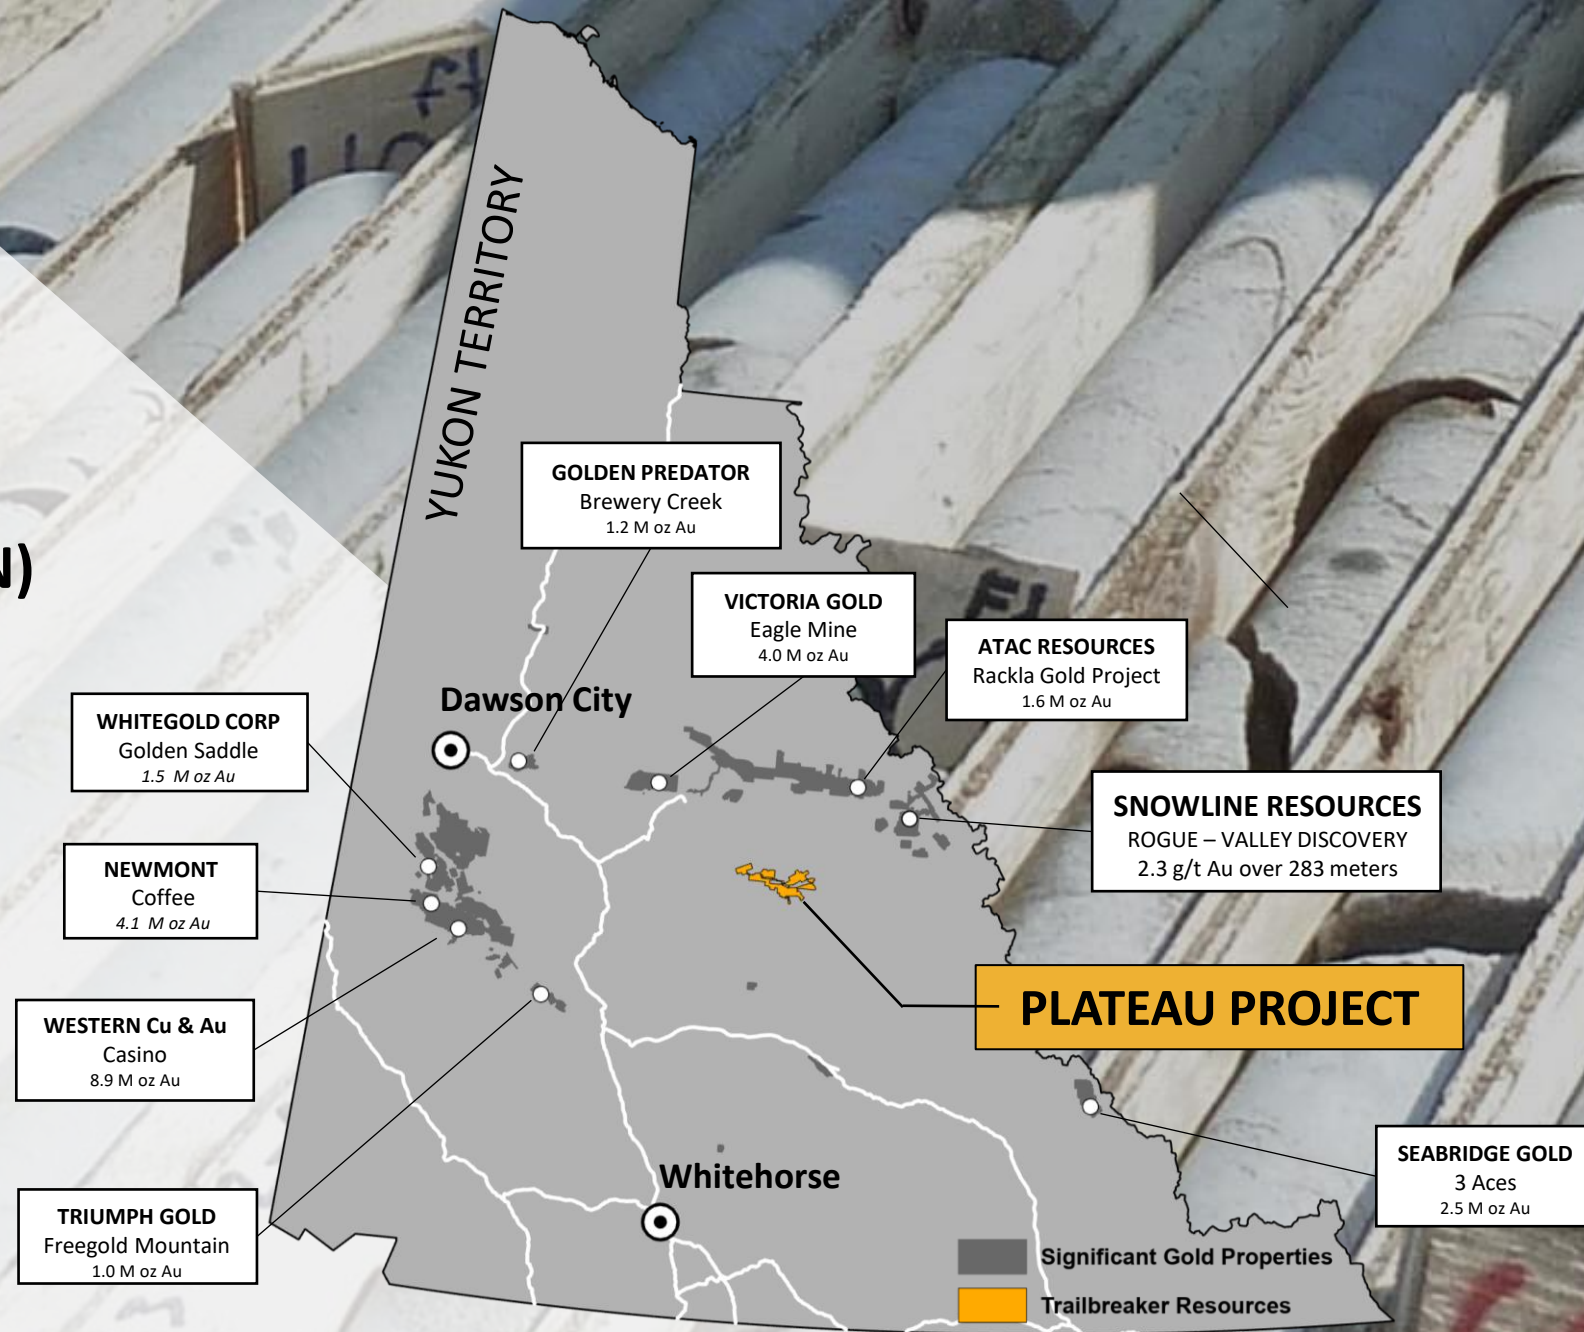 N)
YUKON TERRITORY
GOLDEN PREDATOR
Brewery Creek
1.2 M oz Au
VICTORIA GOLD
Eagle Mine
4.0 M oz Au
ATAC RESOURCES
Rackla Gold Project
1.6 M oz Au
Dawson City
WHITEGOLD CORP
Golden Saddle
1.5 M oz Au
SNOWLINE RESOURCES
ROGUE – VALLEY DISCOVERY
2.3 g/t Au over 283 meters
NEWMONT
Coffee
4.1 M oz Au
PLATEAU PROJECT
WESTERN Cu & Au
Casino
8.9 M oz Au
SEABRIDGE GOLD
3 Aces
2.5 M oz Au
Whitehorse
TRIUMPH GOLD
Freegold Mountain
1.0 M oz Au
Significant Gold Properties
Trailbreaker Resources